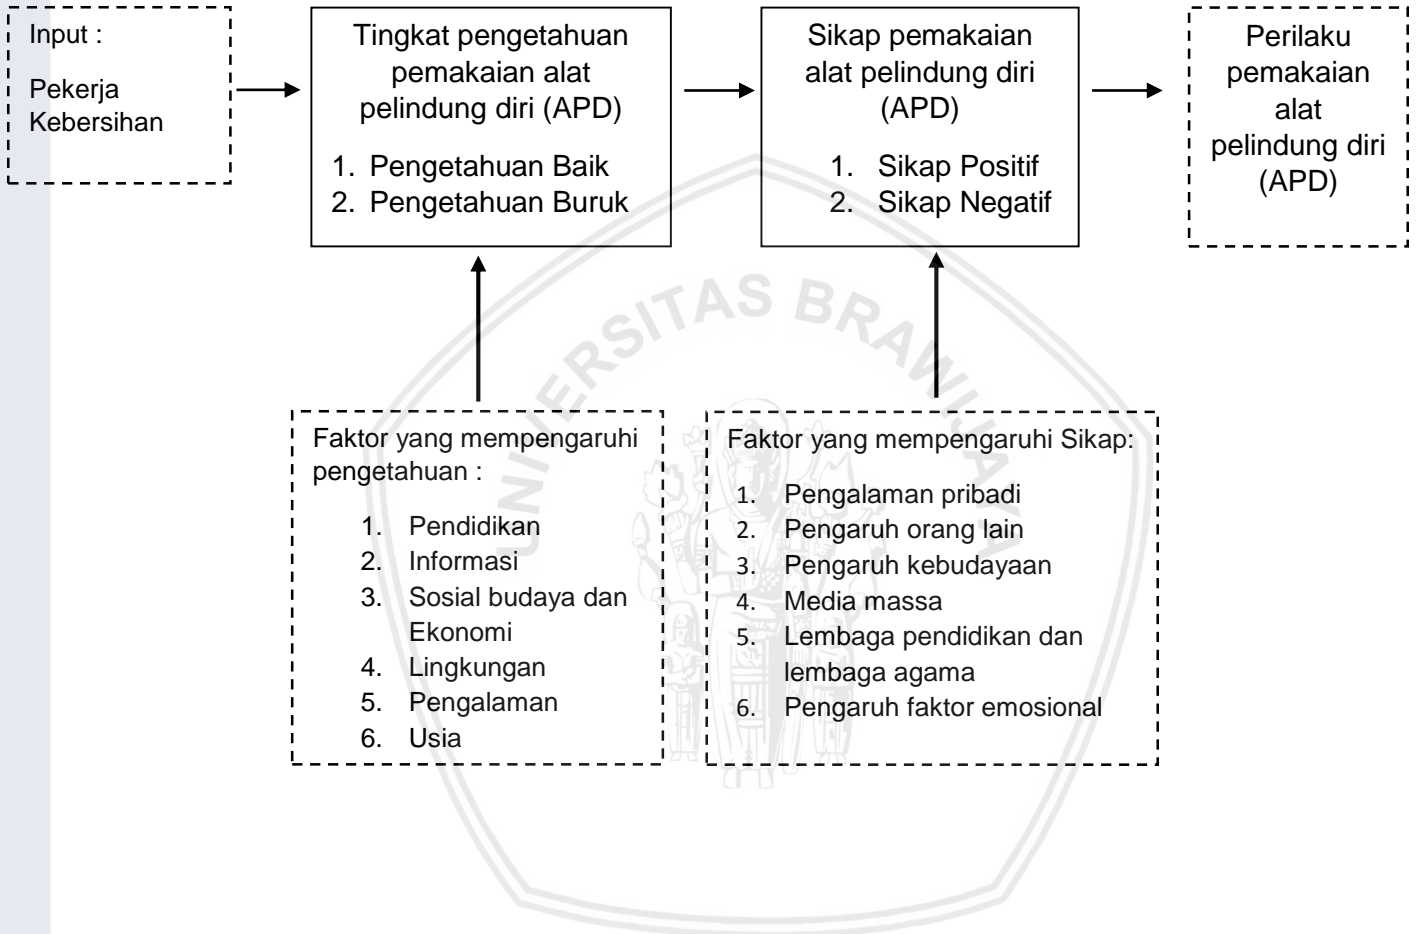 Input :
Pekerja
Kebersihan
Tingkat pengetahuan
pemakaian alat
pelindung diri (APD)
1. Pengetahuan Baik
2. Pengetahuan Buruk
Sikap pemakaian
alat pelindung diri
(APD)
1. Sikap Positif
2. Sikap Negatif
Perilaku
pemakaian
alat
pelindung diri
(APD)
Faktor yang mempengaruhi
pengetahuan :
1. Pendidikan
2. Informasi
3. Sosial budaya dan
Ekonomi
4. Lingkungan
5. Pengalaman
6. Usia
Faktor yang mempengaruhi Sikap:
1. Pengalaman pribadi
2. Pengaruh orang lain
3. Pengaruh kebudayaan
4. Media massa
5. Lembaga pendidikan dan
lembaga agama
6. Pengaruh faktor emosional
UNIVERSITAS BRAWIJAYA